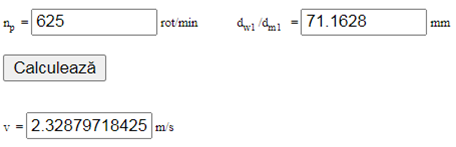 n_p = 625 rot/min d_w1 /d_m1 = 71.1628 mm
Calculează
v = 2.32879718425 m/s